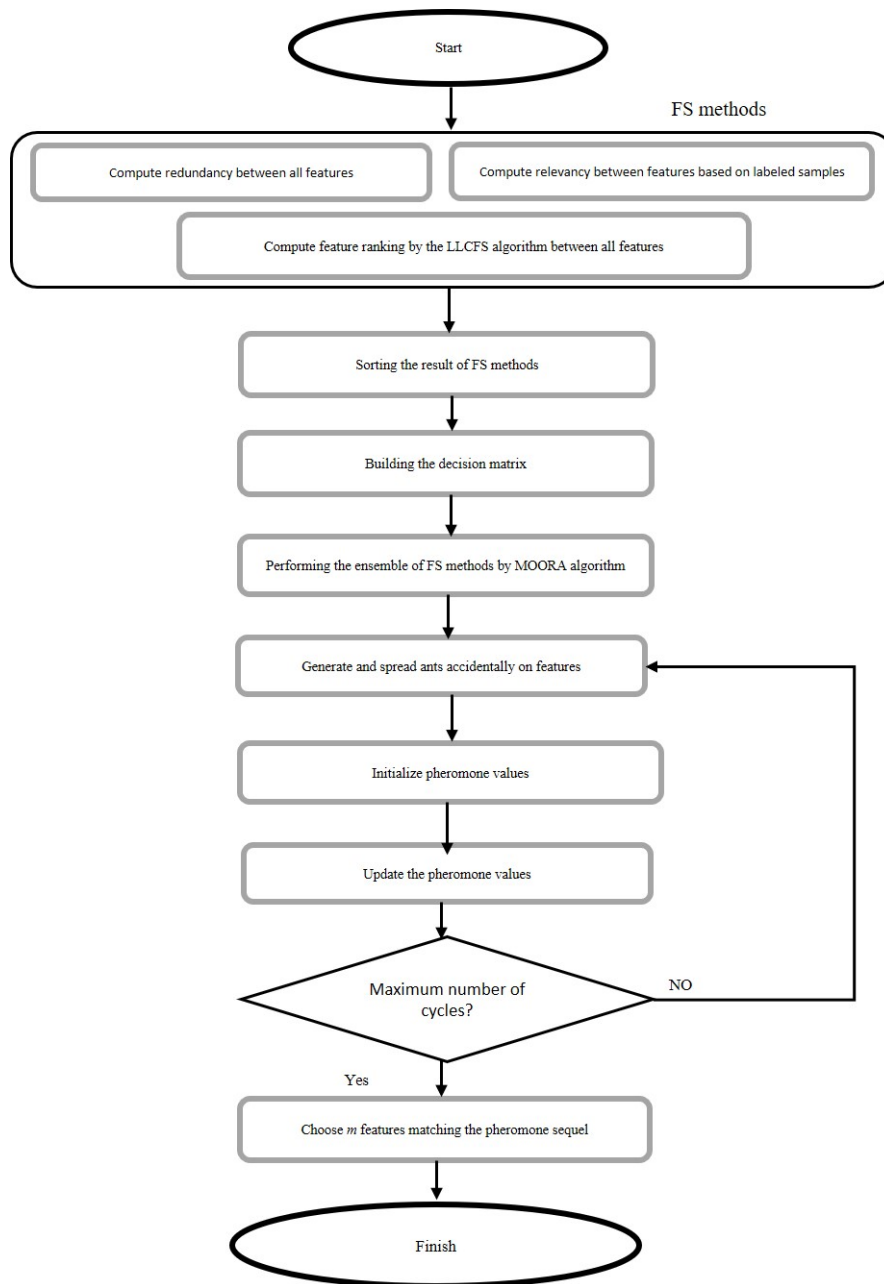 Start
FS methods
Compute redundancy between all features
Compute relevancy between features based on labeled samples
Compute feature ranking by the LLCFS algorithm between all features
Sorting the result of FS methods
Building the decision matrix
Performing the ensemble of FS methods by MOORA algorithm
Generate and spread ants accidentally on features
Initialize pheromone values
Update the pheromone values
Maximum number of
cycles?
NO
Yes
Choose m features matching the pheromone sequel
Finish